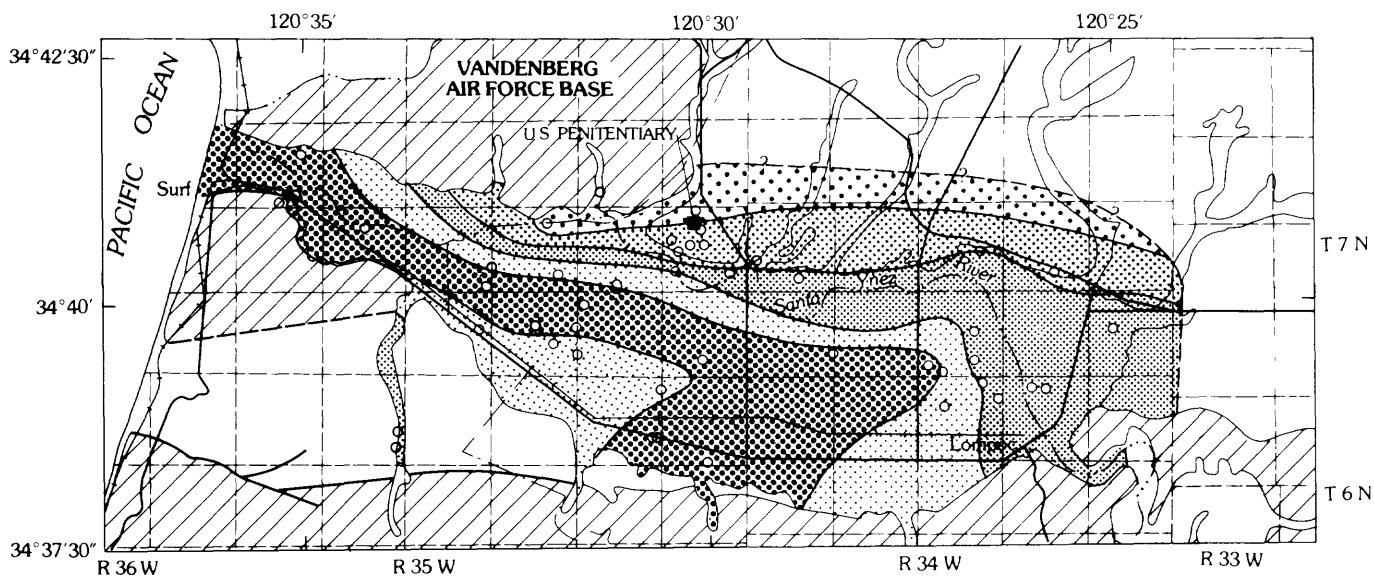 120°35'
120°30'
120°25'
34°42'30"
VANDENBERG
AIR FORCE BASE
PACIFIC OCEAN
U S PENITENTIARY
?
?
Surf
T 7 N
Santa Ynez River
34°40'
Lompoc
T 6 N
34°37'30"
R 36 W
R 35 W
R 34 W
R 33 W